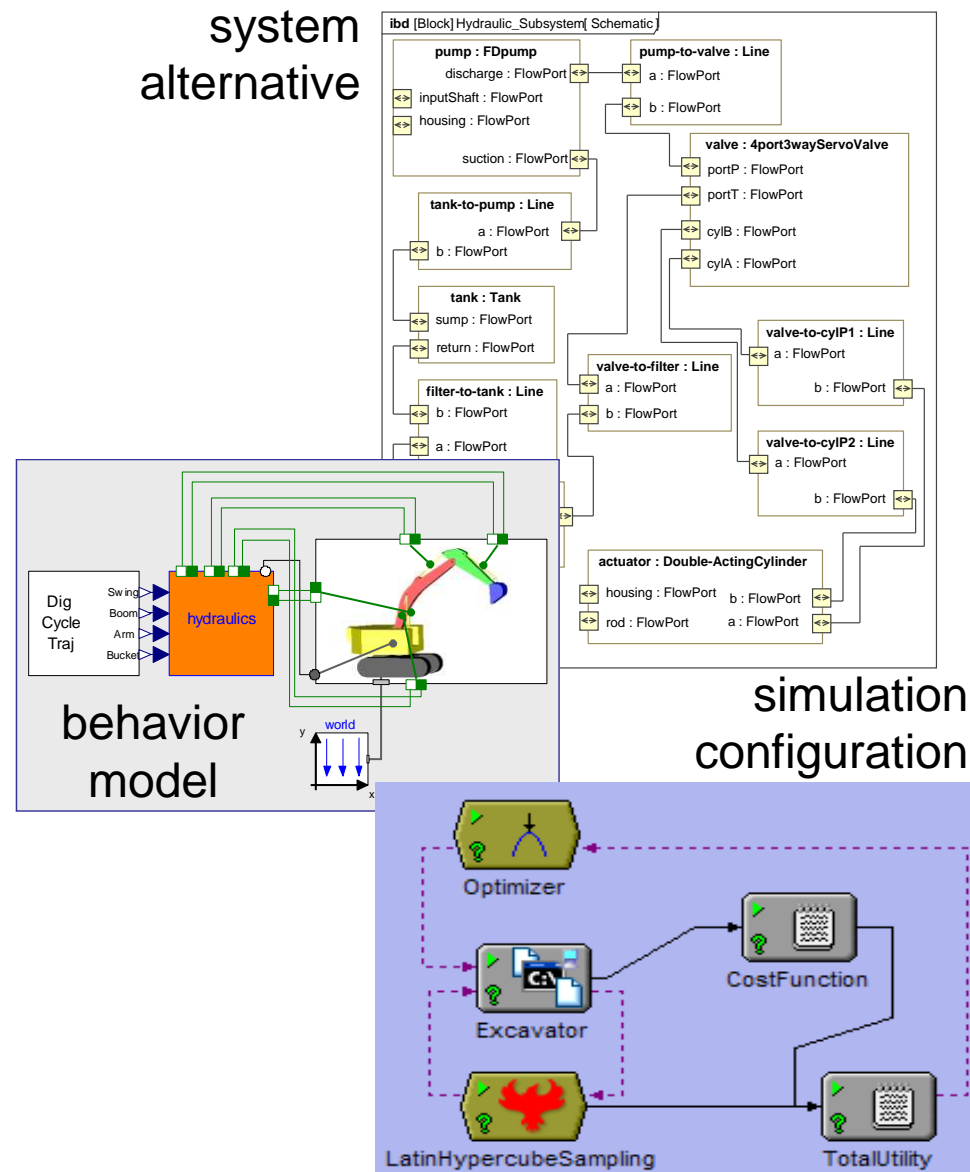 system
alternative
ibd [Block] Hydraulic_Subsystem[ Schematic]
pump : FDpump
discharge : FlowPort
inputShaft : FlowPort
housing : FlowPort
suction : FlowPort
pump-to-valve : Line
a : FlowPort
b : FlowPort
valve : 4port3wayServoValve
portP : FlowPort
portT : FlowPort
cylB : FlowPort
cylA : FlowPort
tank-to-pump : Line
a : FlowPort
b : FlowPort
tank : Tank
sump : FlowPort
return : FlowPort
valve-to-filter : Line
a : FlowPort
b : FlowPort
valve-to-cylP1 : Line
a : FlowPort
b : FlowPort
filter-to-tank : Line
b : FlowPort
a : FlowPort
valve-to-cylP2 : Line
a : FlowPort
b : FlowPort
actuator : Double-ActingCylinder
housing : FlowPort
b : FlowPort
rod : FlowPort
a : FlowPort
Dig
Cycle
Traj
Swing
Boom
Arm
Bucket
hydraulics
behavior
model
world
y
x
simulation
configuration
Optimizer
C:\
Excavator
CostFunction
LatinHypercubeSampling
TotalUtility